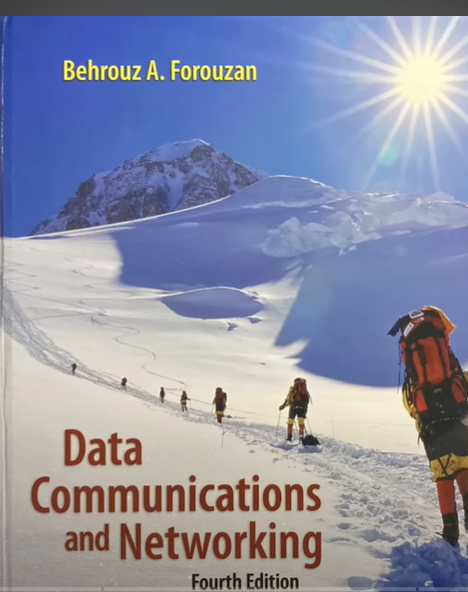 Behrouz A. Forouzan
Data
Communications
and Networking
Fourth Edition